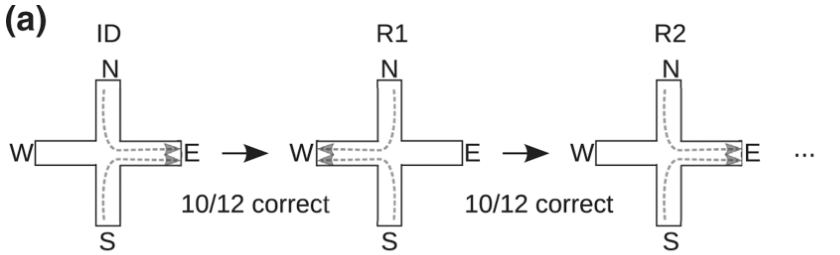 (a)
ID R1 R2
N N N
W E W E W E ...
10/12 correct 10/12 correct
S S S